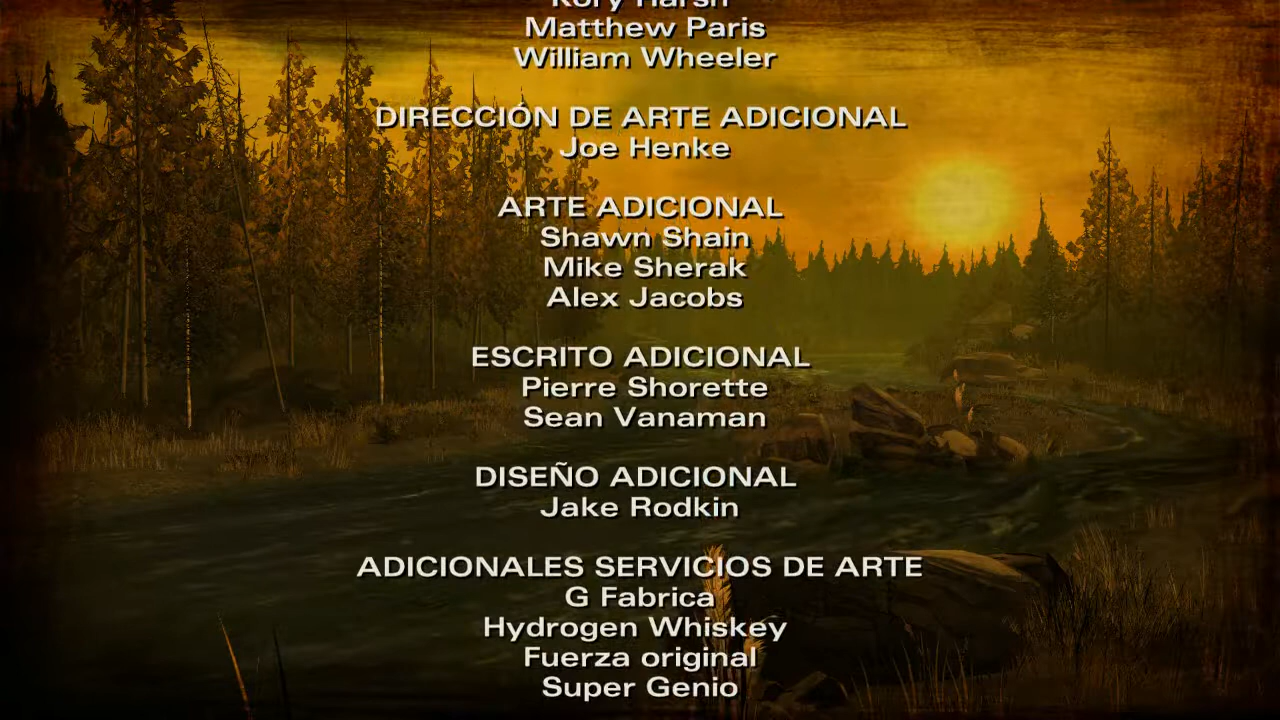 Kory Harsh
Matthew Paris
William Wheeler
DIRECCIÓN DE ARTE ADICIONAL
Joe Henke
ARTE ADICIONAL
Shawn Shain
Mike Sherak
Alex Jacobs
ESCRITO ADICIONAL
Pierre Shorette
Sean Vanaman
DISEÑO ADICIONAL
Jake Rodkin
ADICIONALES SERVICIOS DE ARTE
G Fabrica
Hydrogen Whiskey
Fuerza original
Super Genio